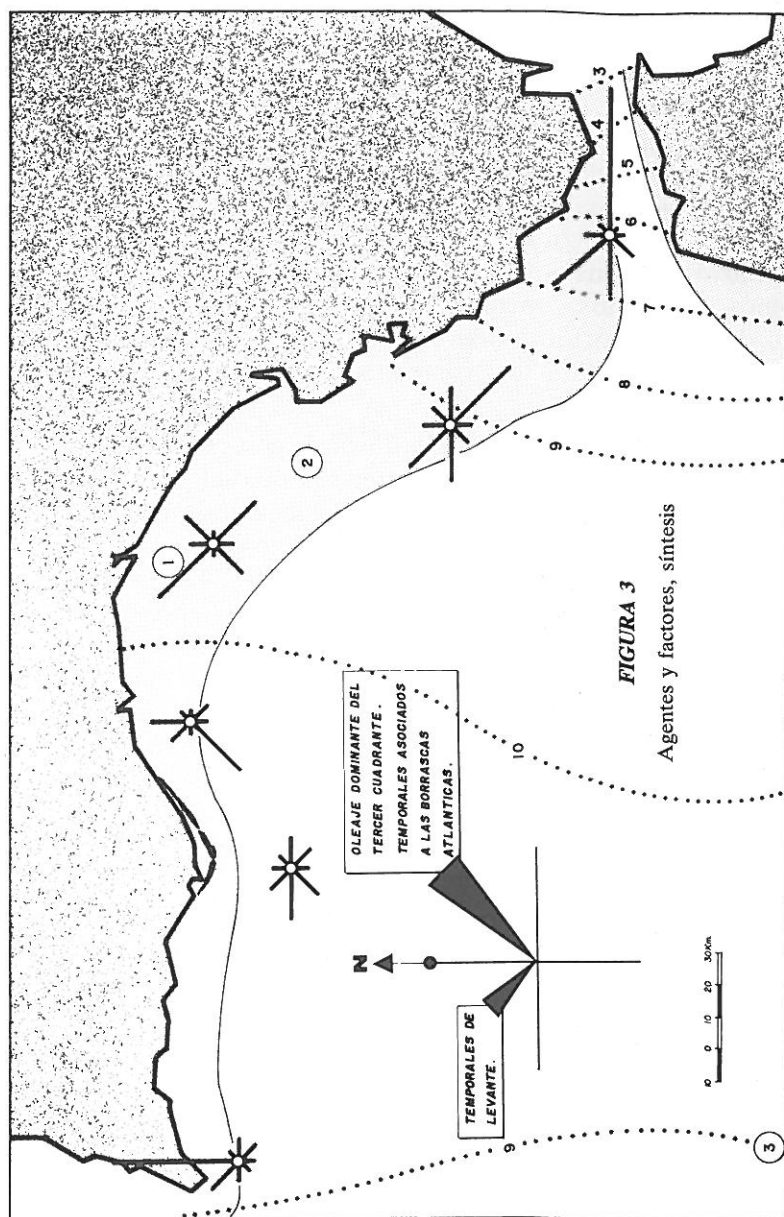 3
4
5
6
7
8
9
2
1
10
OLEAJE DOMINANTE DEL
TERCER CUADRANTE.
TEMPORALES ASOCIADOS
A LAS BORRASCAS
ATLANTICAS.
N
TEMPORALES DE
LEVANTE.
10 0 10 20 30Km.
9
3
FIGURA 3
Agentes y factores, síntesis